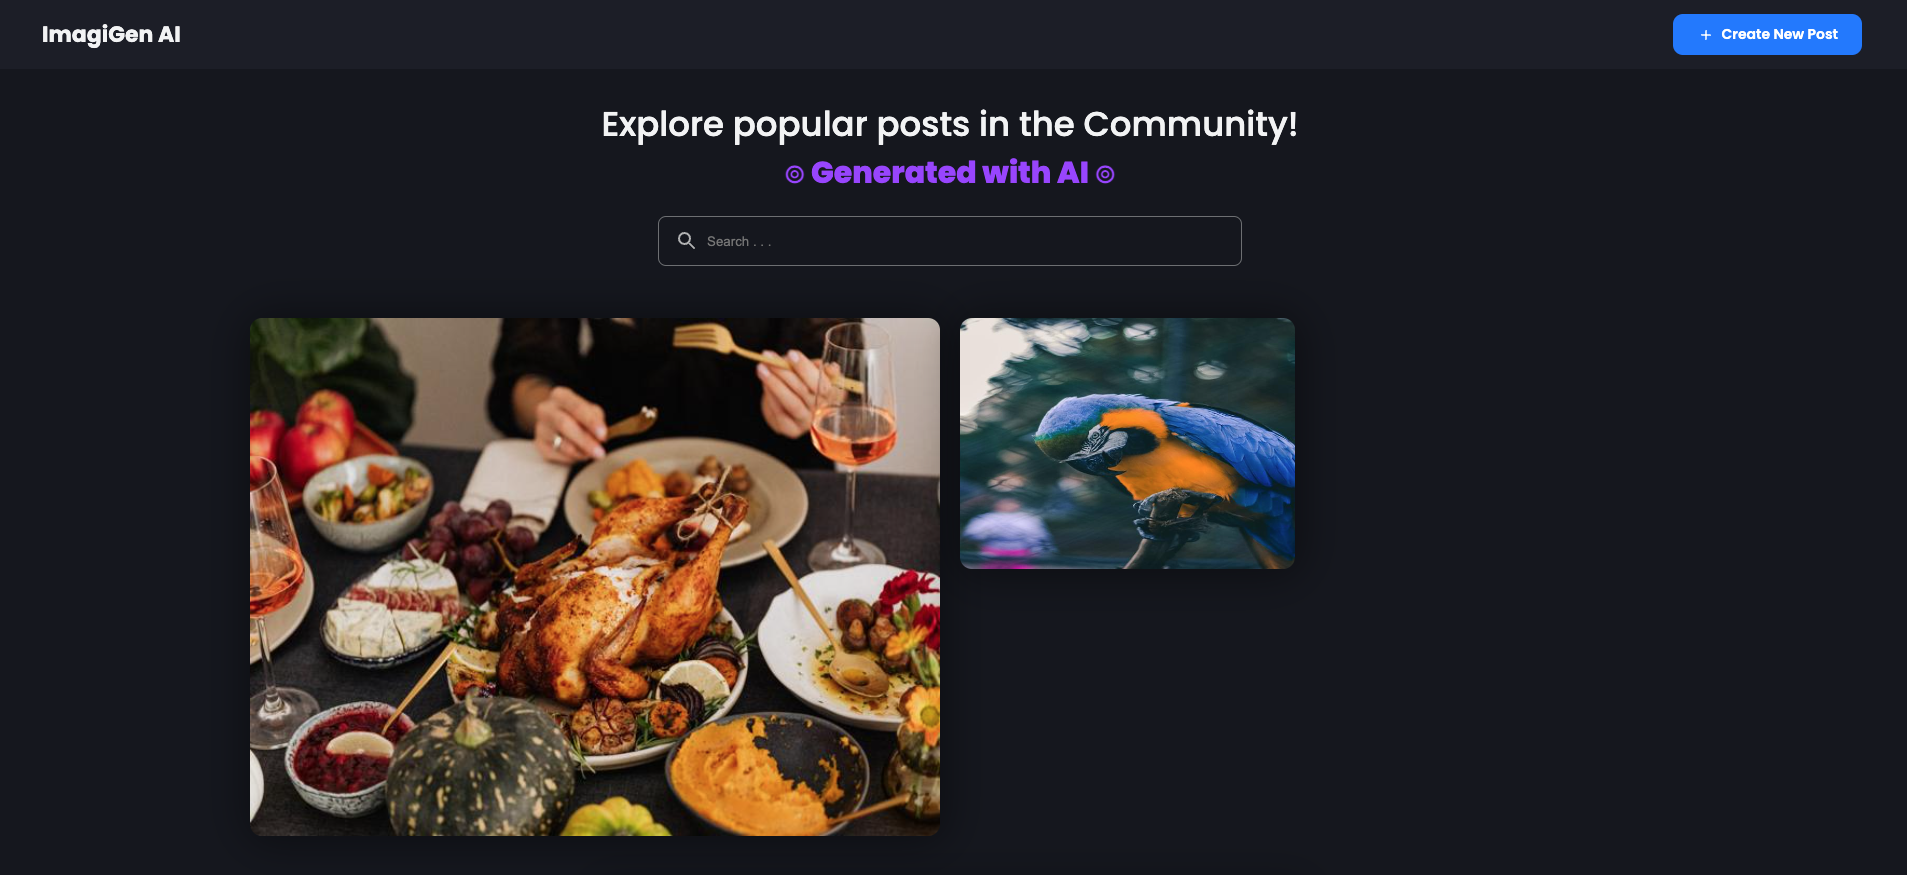 ImagiGen AI
+ Create New Post
Explore popular posts in the Community!
◎ Generated with AI ◎
Search . . .